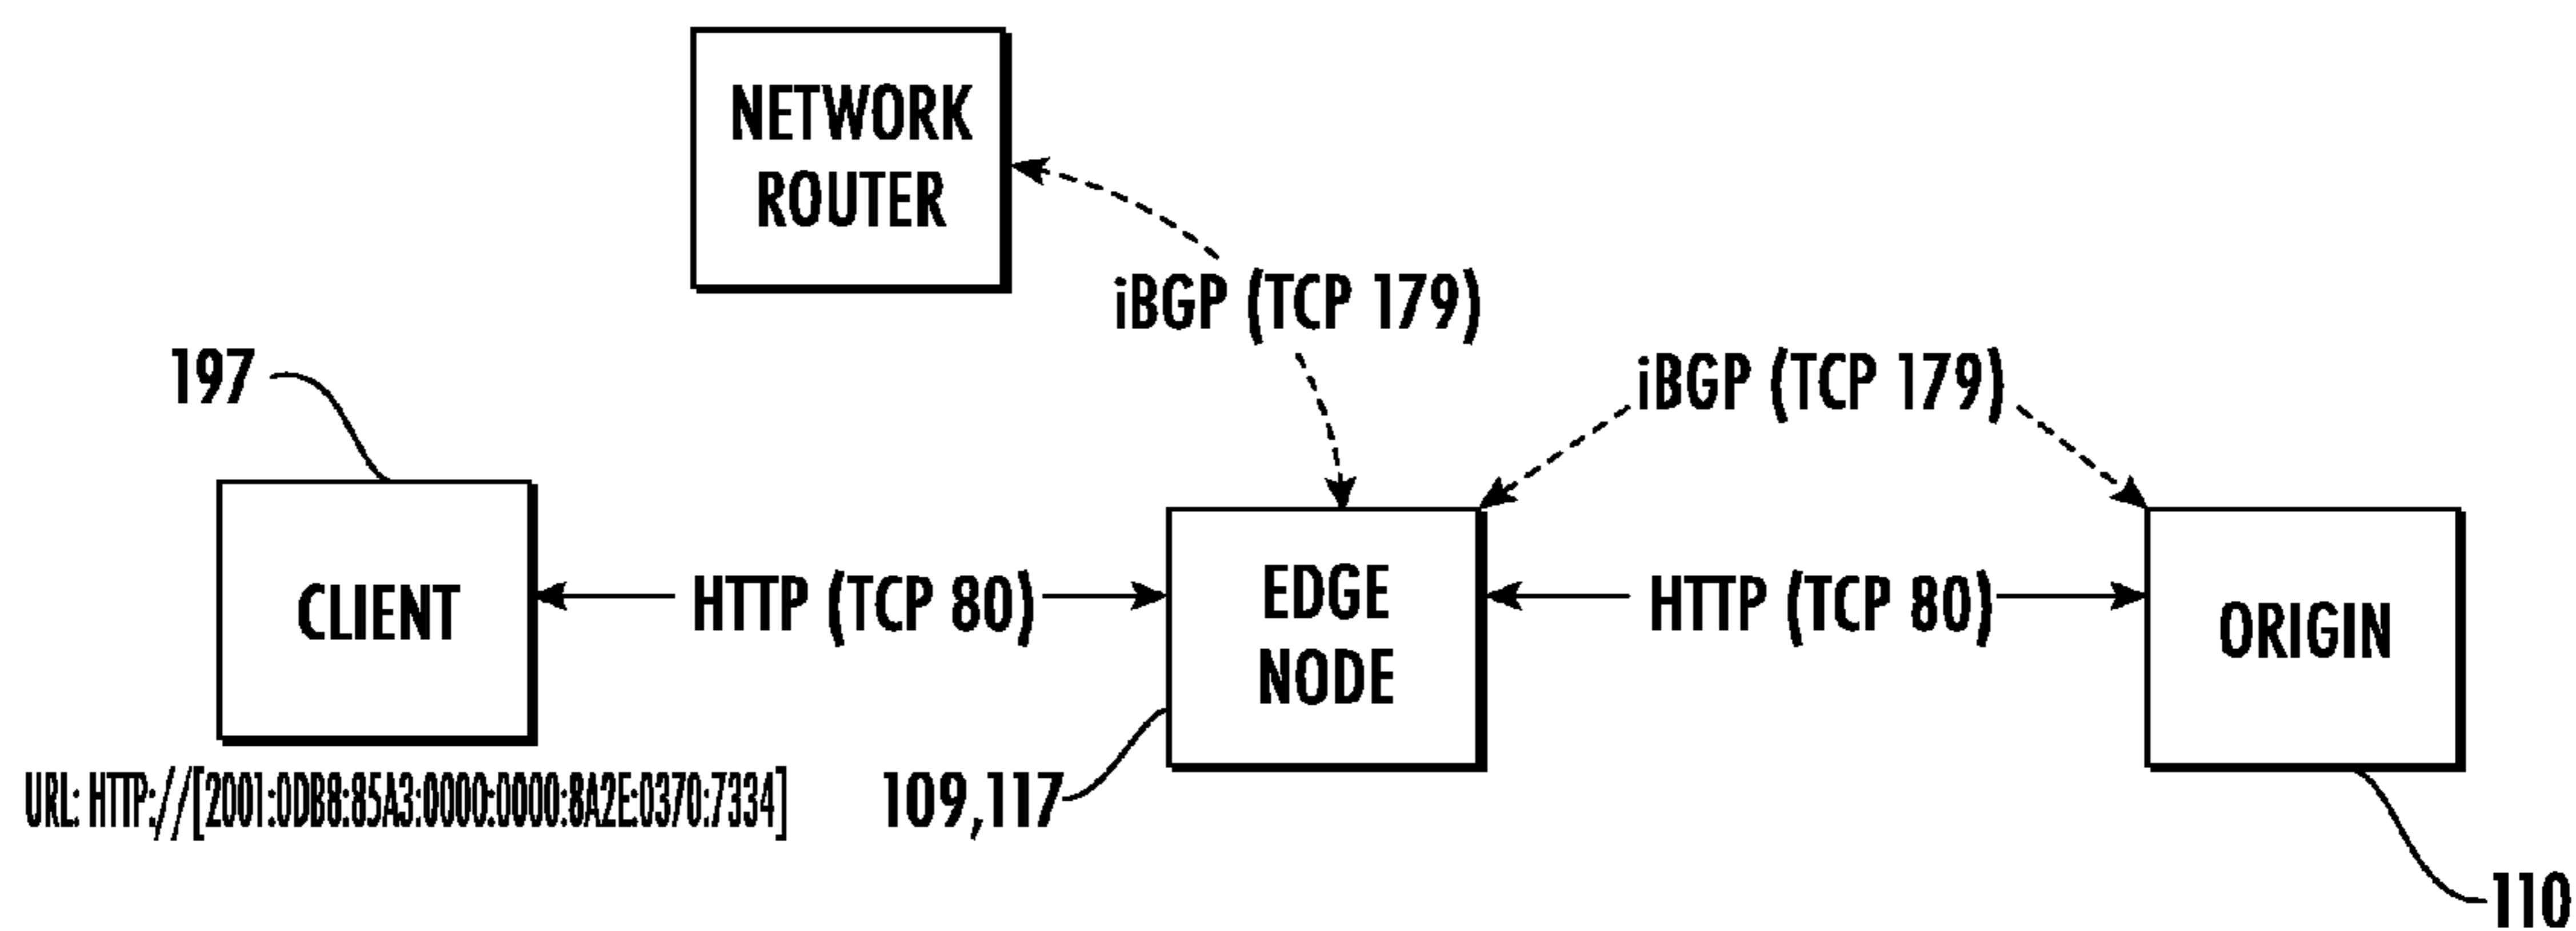 NETWORK
ROUTER
iBGP (TCP 179)
197
iBGP (TCP 179)
CLIENT
HTTP (TCP 80)
EDGE
NODE
HTTP (TCP 80)
ORIGIN
URL: HTTP://[2001:0DB8:85A3:0000:0000:8A2E:0370:7334]
109,117
110